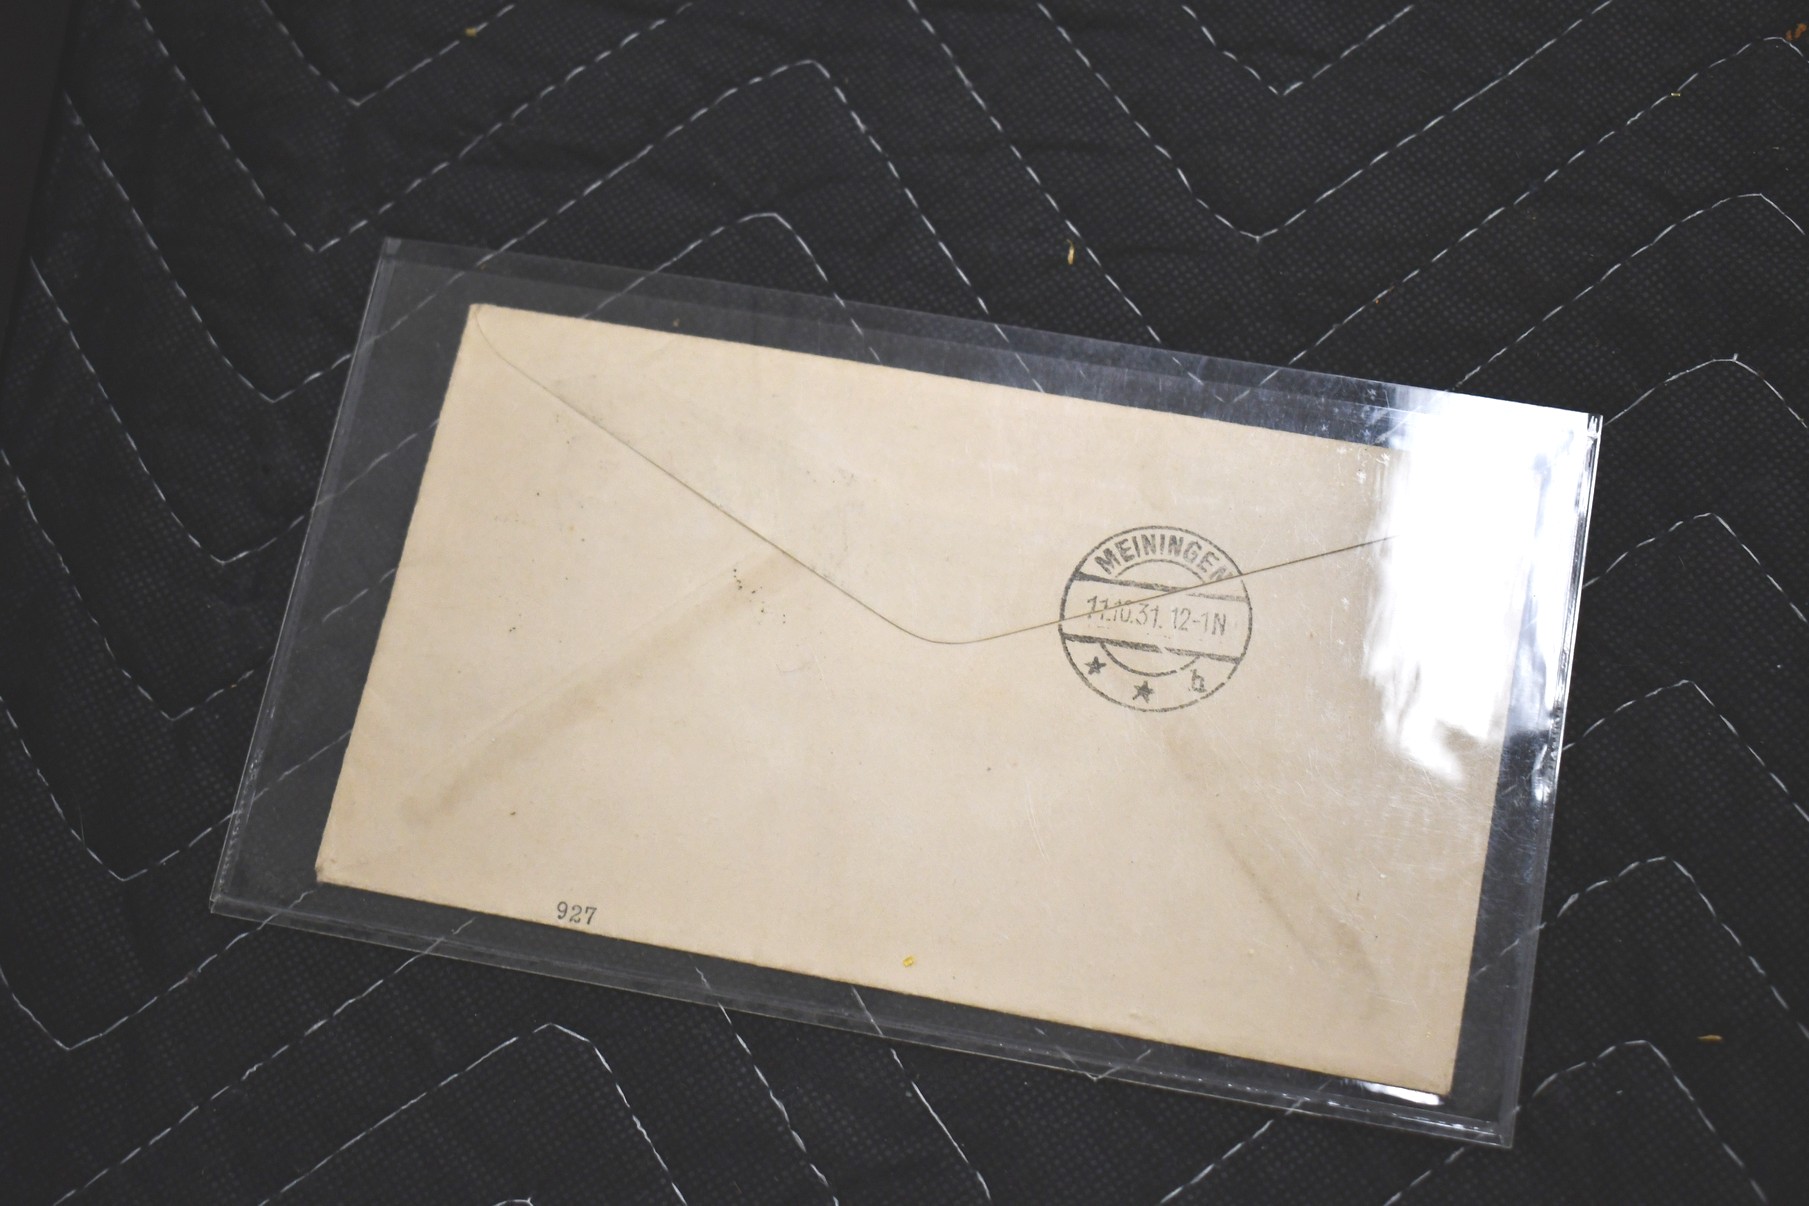 MEININGEN
11.10.31. 12-1N
★ ★ b
927